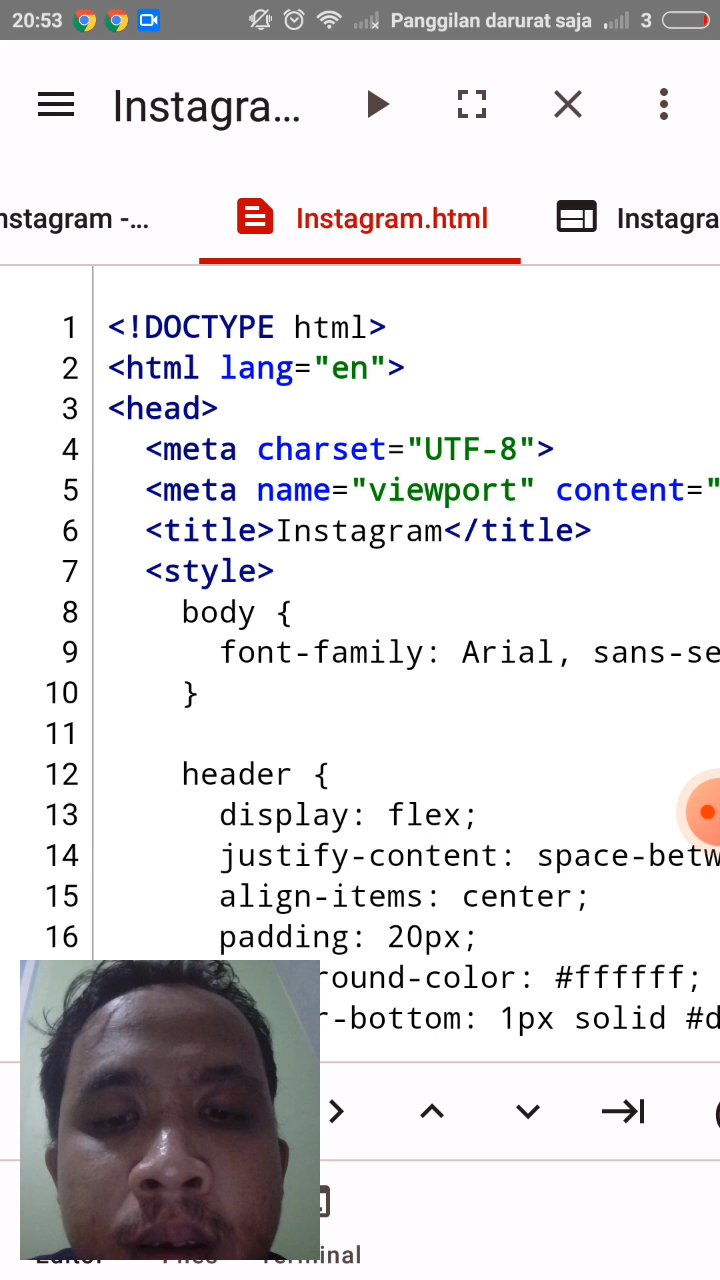 20:53 Panggilan darurat saja 3
Instagra...
nstagram -... Instagram.html Instagra
1 <!DOCTYPE html>
2 <html lang="en">
3 <head>
4 <meta charset="UTF-8">
5 <meta name="viewport" content="
6 <title>Instagram</title>
7 <style>
8 body {
9 font-family: Arial, sans-se
10 }
11
12 header {
13 display: flex;
14 justify-content: space-betw
15 align-items: center;
16 padding: 20px;
round-color: #ffffff;
r-bottom: 1px solid #d
Editor Files Terminal